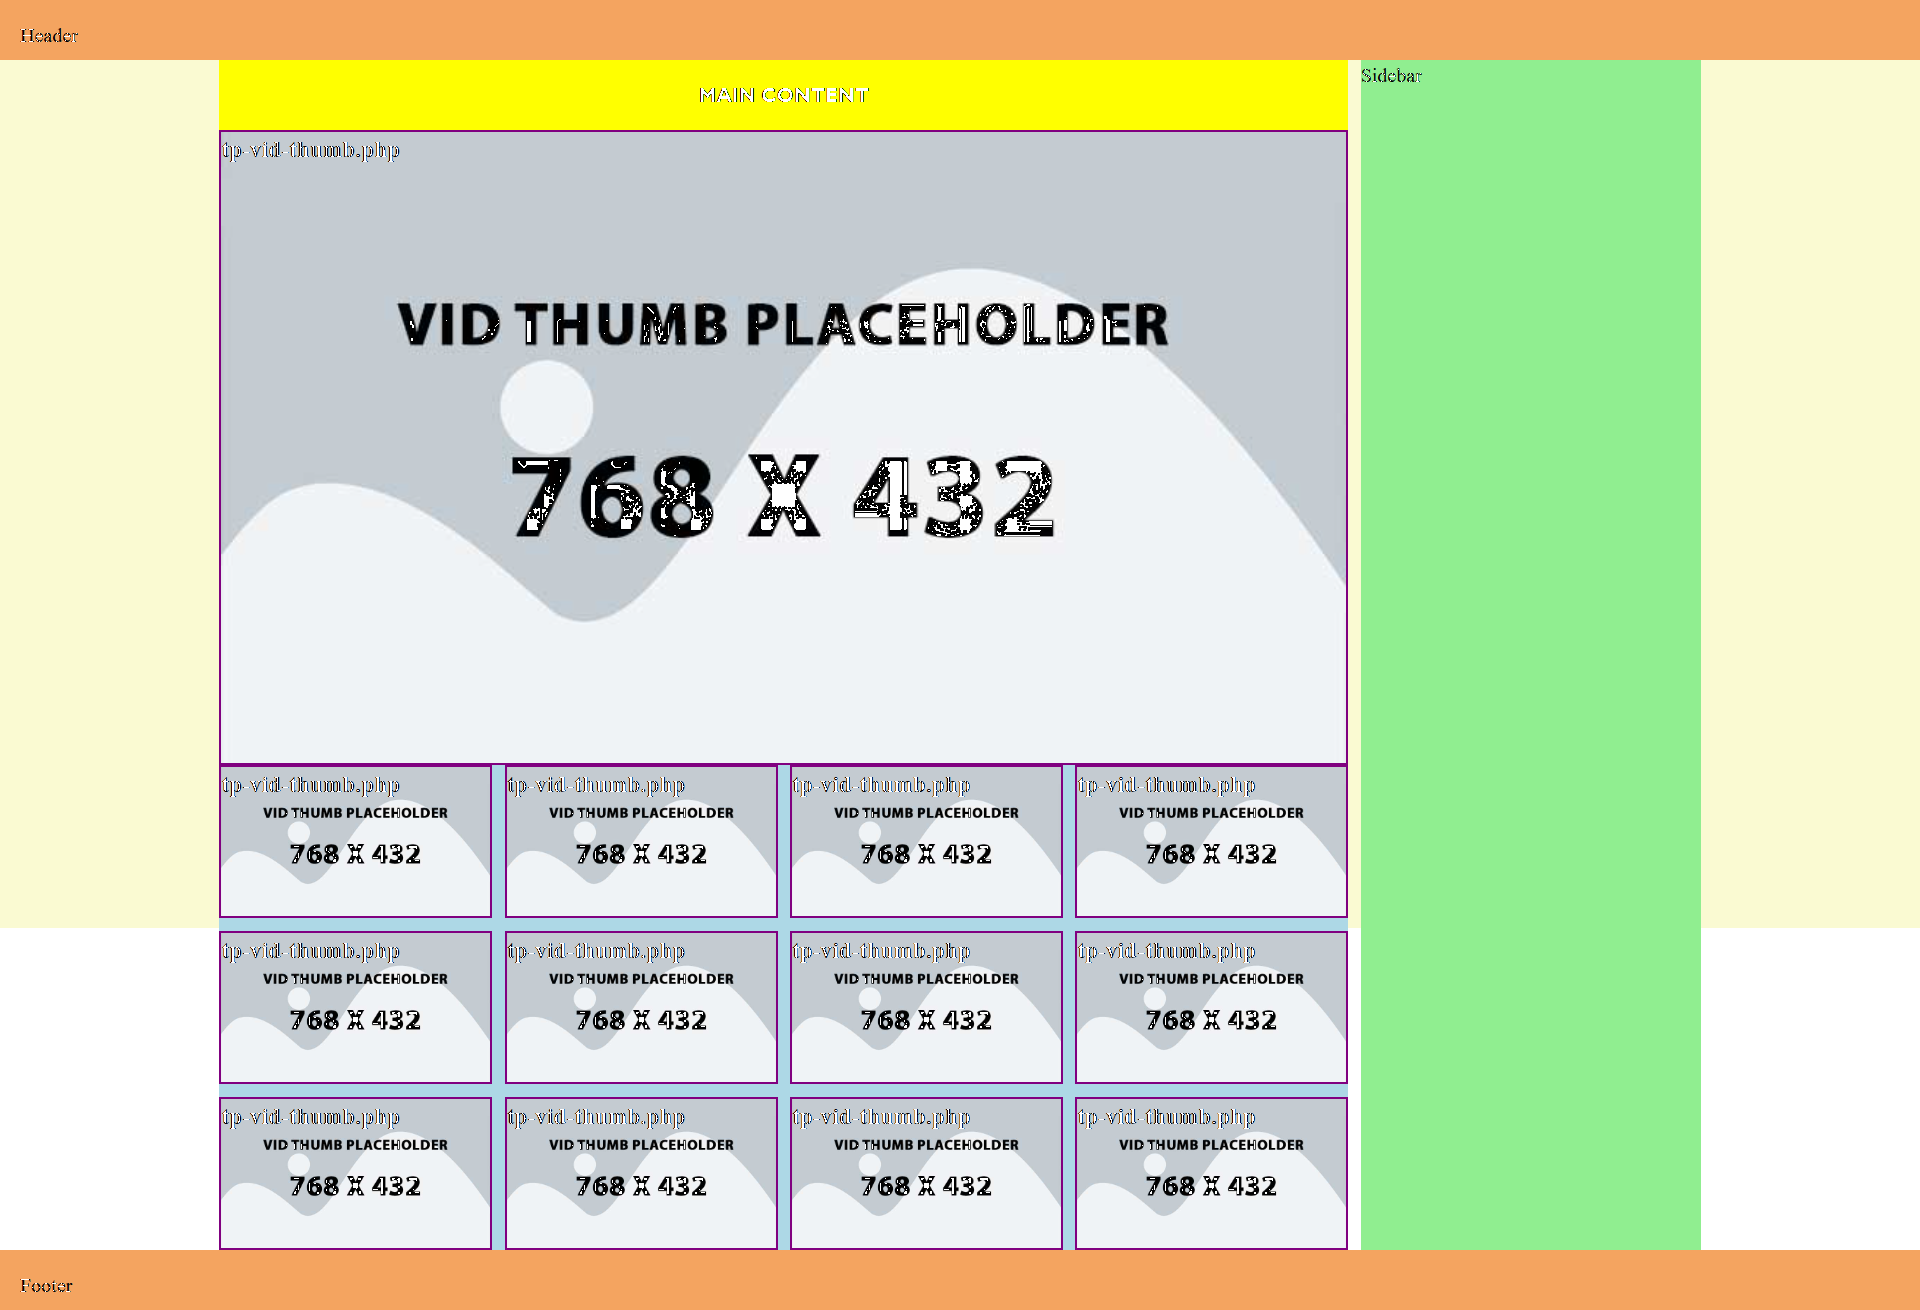 Header
MAIN CONTENT
Sidebar
tp-vid-thumb.php
VID THUMB PLACEHOLDER
768 X 432
tp-vid-thumb.php tp-vid-thumb.php tp-vid-thumb.php tp-vid-thumb.php
VID THUMB PLACEHOLDER VID THUMB PLACEHOLDER VID THUMB PLACEHOLDER VID THUMB PLACEHOLDER
768 X 432 768 X 432 768 X 432 768 X 432
tp-vid-thumb.php tp-vid-thumb.php tp-vid-thumb.php tp-vid-thumb.php
VID THUMB PLACEHOLDER VID THUMB PLACEHOLDER VID THUMB PLACEHOLDER VID THUMB PLACEHOLDER
768 X 432 768 X 432 768 X 432 768 X 432
tp-vid-thumb.php tp-vid-thumb.php tp-vid-thumb.php tp-vid-thumb.php
VID THUMB PLACEHOLDER VID THUMB PLACEHOLDER VID THUMB PLACEHOLDER VID THUMB PLACEHOLDER
768 X 432 768 X 432 768 X 432 768 X 432
Footer